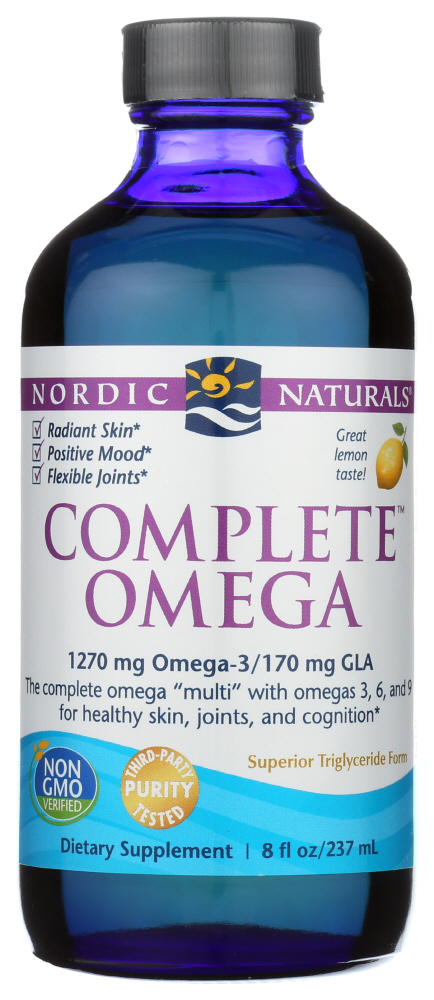 NORDIC NATURALS®
Radiant Skin*
Positive Mood*
Flexible Joints*
Great
lemon
taste!
COMPLETE™
OMEGA
1270 mg Omega-3/170 mg GLA
The complete omega “multi” with omegas 3, 6, and 9
for healthy skin, joints, and cognition*
Superior Triglyceride Form
NON
GMO
VERIFIED
THIRD-PARTY
PURITY
TESTED
Dietary Supplement | 8 fl oz/237 mL